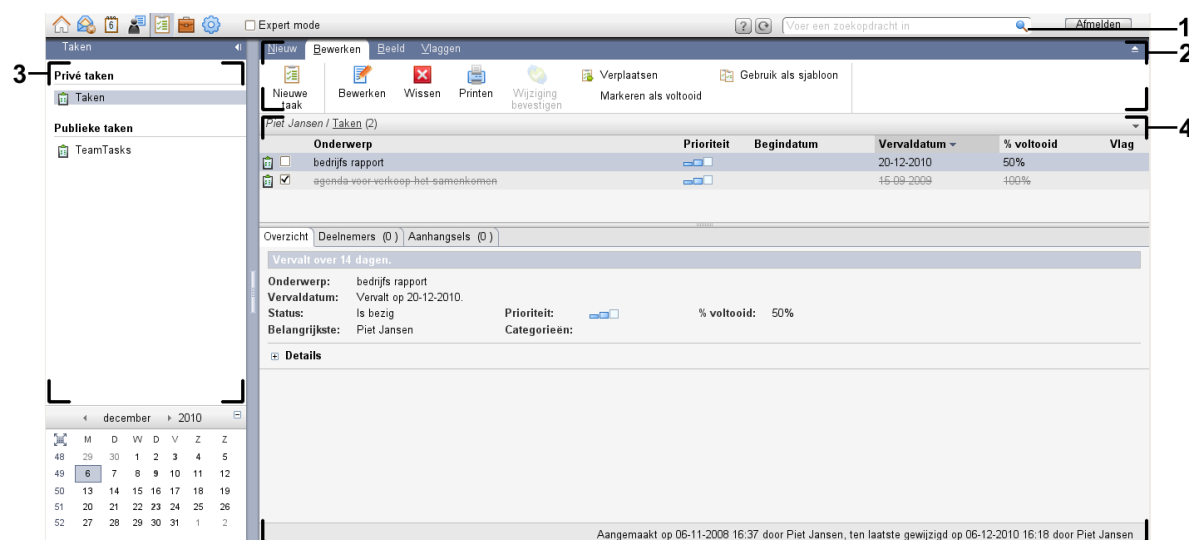 6
Expert mode
? Voer een zoekopdracht in Afmelden 1
Taken
Nieuw Bewerken Beeld Vlaggen 2
3 Privé taken
Taken
Publieke taken
TeamTasks
Nieuwe taak Bewerken Wissen Printen Wijziging bevestigen
Verplaatsen Gebruik als sjabloon
Markeren als voltooid
Piet Jansen / Taken (2) 4
Onderwerp Prioriteit Begindatum Vervaldatum % voltooid Vlag
bedrijfs rapport 20-12-2010 50%
agenda voor verkoop het samenkomen 15-09-2009 100%
Overzicht Deelnemers (0) Aanhangsels (0)
Vervalt over 14 dagen.
Onderwerp: bedrijfs rapport
Vervaldatum: Vervalt op 20-12-2010.
Status: Is bezig Prioriteit: % voltooid: 50%
Belangrijkste: Piet Jansen Categorieën:
Details
december 2010
M D W D V Z Z
48 29 30 1 2 3 4 5
49 6 7 8 9 10 11 12
50 13 14 15 16 17 18 19
51 20 21 22 23 24 25 26
52 27 28 29 30 31 1 2
Aangemaakt op 06-11-2008 16:37 door Piet Jansen, ten laatste gewijzigd op 06-12-2010 16:18 door Piet Jansen